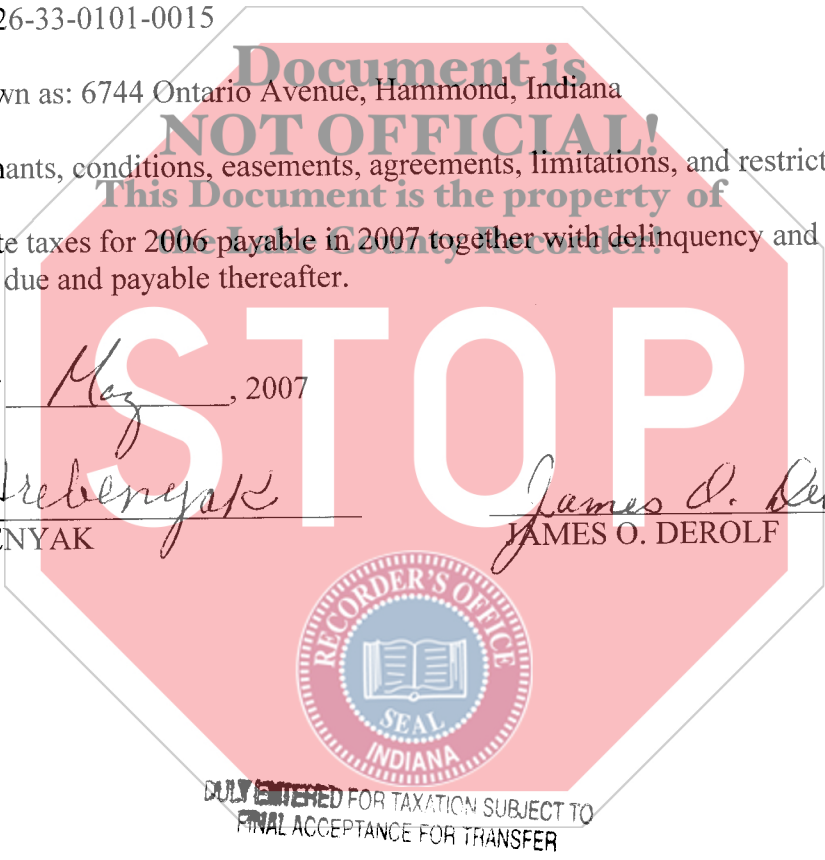 26-33-0101-0015
Document is
wn as: 6744 Ontario Avenue, Hammond, Indiana
NOT OFFICIAL!
nants, conditions, easements, agreements, limitations, and restrict
This Document is the property of
te taxes for 2006 payable in 2007 together with delinquency and
the Lake County Recorder!
due and payable thereafter.
STOP
May, 2007
Hrebenyak
James O. De
ENYAK
JAMES O. DEROLF
RECORDER'S OFFICE
SEAL
INDIANA
DULY ENTERED FOR TAXATION SUBJECT TO
FINAL ACCEPTANCE FOR TRANSFER